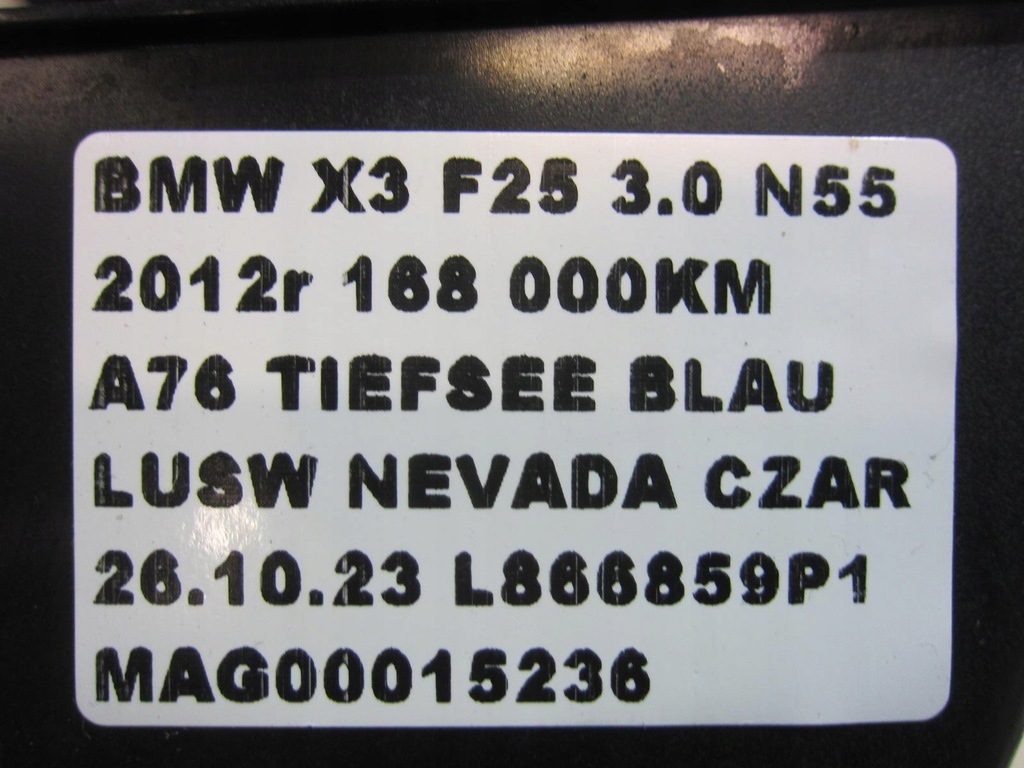 BMW X3 F25 3.0 N55
2012r 168 000KM
A76 TIEFSEE BLAU
LUSW NEVADA CZAR
26.10.23 L866859P1
MAG00015236